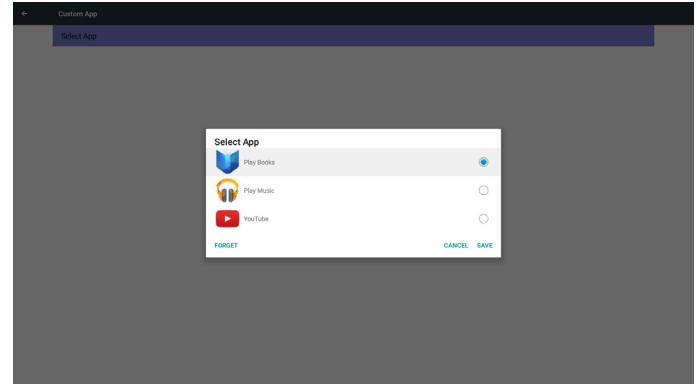 Custom App
Select App
Select App
Play Books
Play Music
YouTube
FORGET CANCEL SAVE